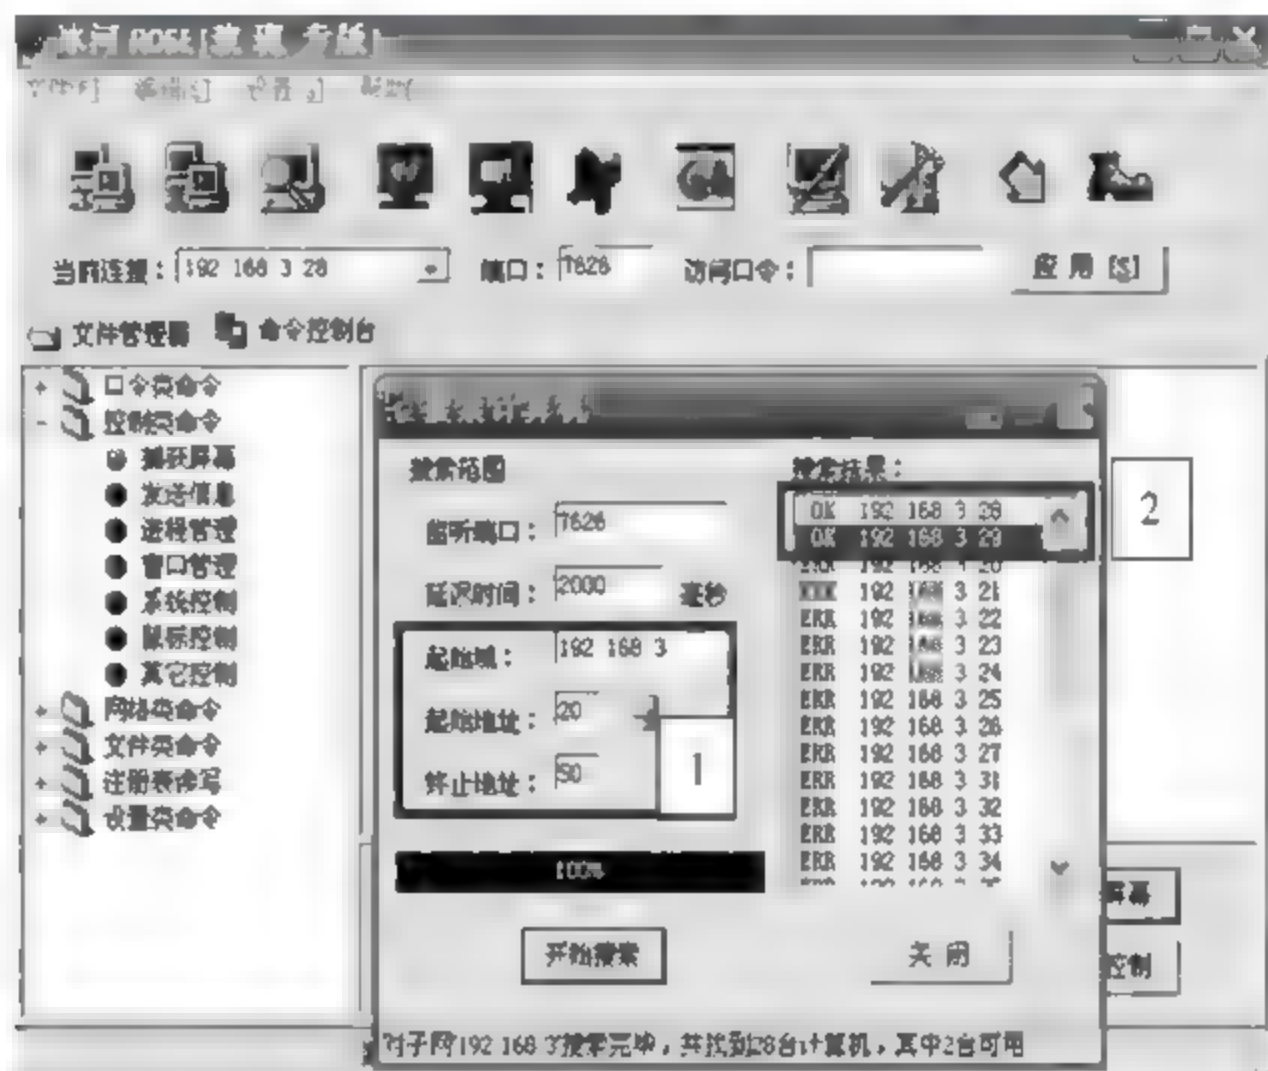 冰河
当前连接：192 168 3 28 端口：7626 访问口令： 应用[S]
文件管理器 命令控制台
口令类命令
控制类命令
捕获屏幕
发送信息
进程管理
窗口管理
系统控制
鼠标控制
其它控制
网络类命令
文件类命令
注册表读写
设置类命令
搜索范围
监听端口：7626
延迟时间：2000 毫秒
起始域：192 168 3
起始地址：20
终止地址：50
1
100%
开始搜索
搜索结果：
OK 192 168 3 28
OK 192 168 3 29
192 168 3 21
ERR 192 168 3 22
ERR 192 168 3 23
ERR 192 168 3 24
ERR 192 168 3 25
ERR 192 168 3 26
ERR 192 168 3 27
ERR 192 168 3 31
ERR 192 168 3 32
ERR 192 168 3 33
ERR 192 168 3 34
2
关闭
屏幕
控制
对子网192 168 3'搜索完毕，共找到28台计算机，其中2台可用